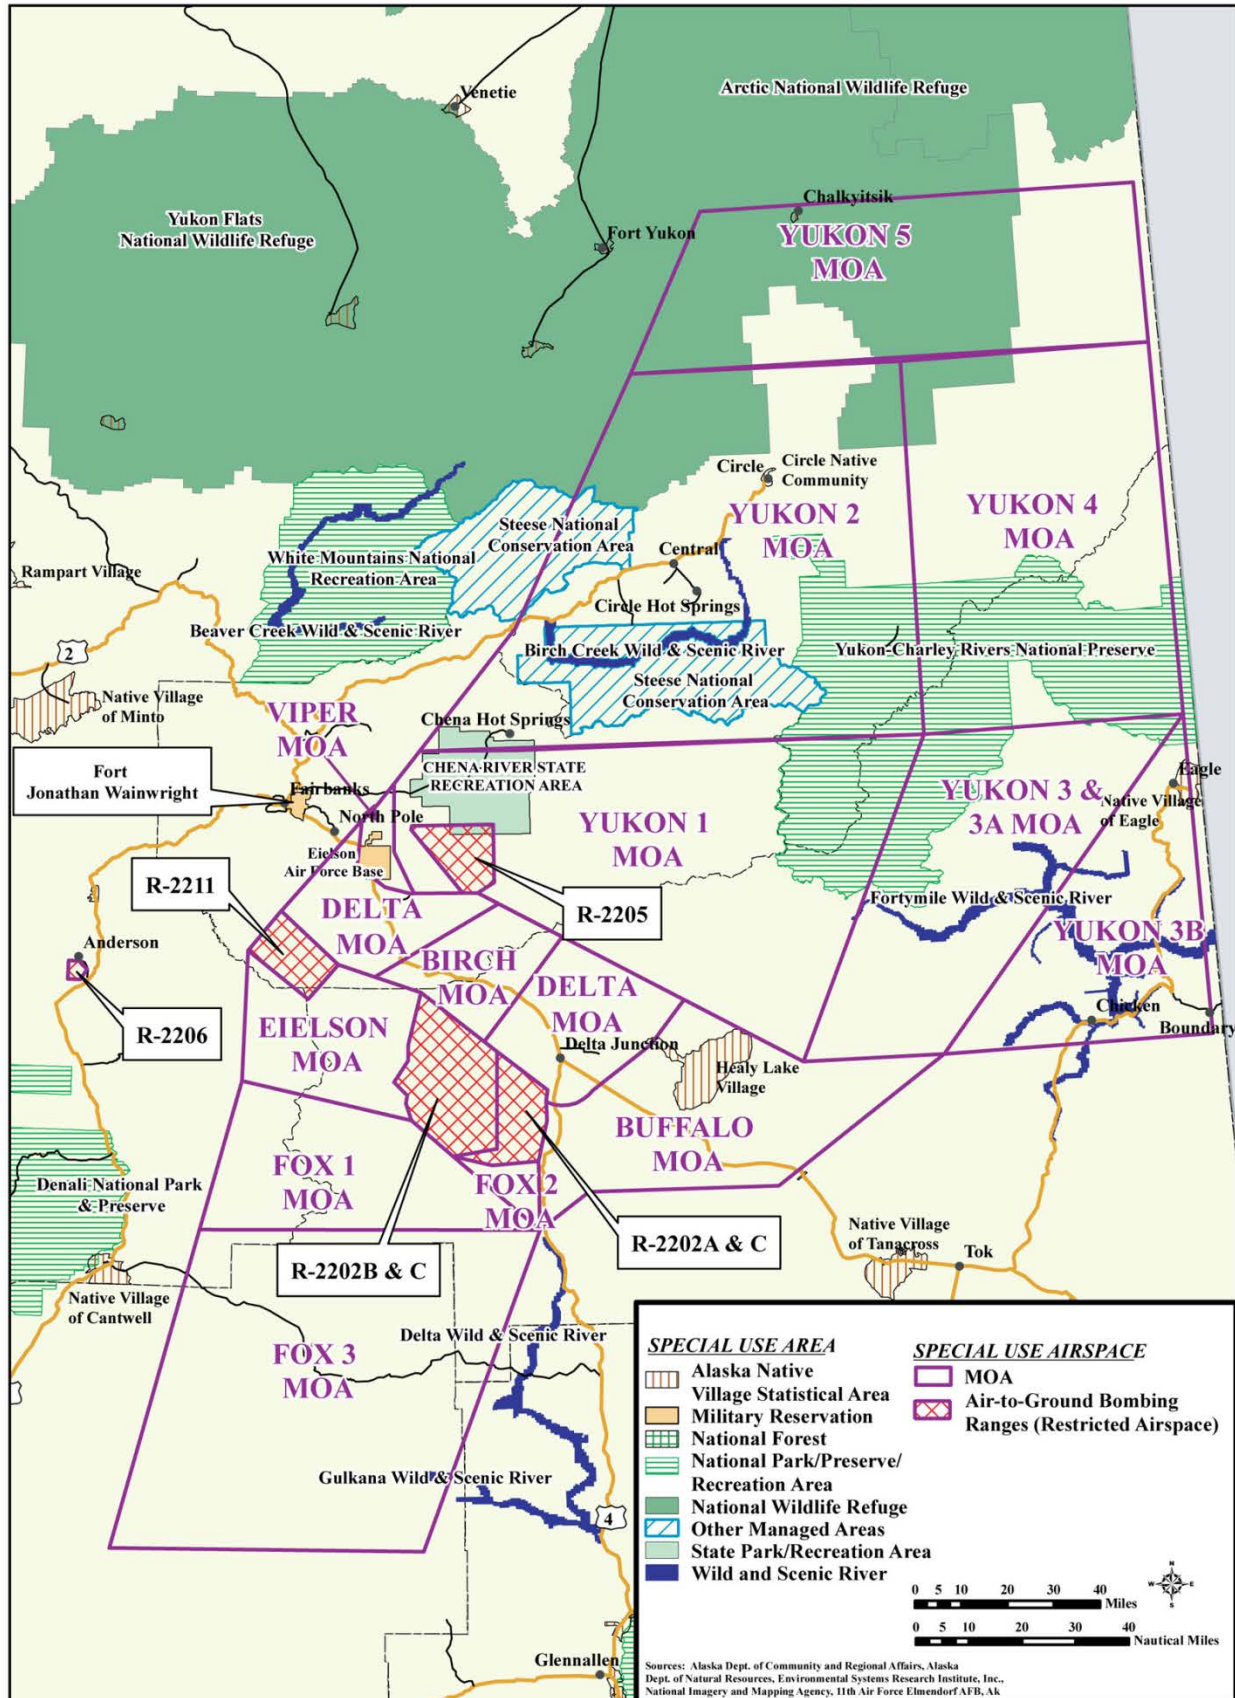 Arctic National Wildlife Refuge
Venetie
Chalkyitsik
Yukon Flats
National Wildlife Refuge
Fort Yukon
YUKON 5
MOA
Circle
Circle Native
Community
YUKON 2
MOA
YUKON 4
MOA
Steese National
Conservation Area
White Mountains National
Recreation Area
Central
Rampart Village
Circle Hot Springs
Beaver Creek Wild & Scenic River
Birch Creek Wild & Scenic River
Yukon-Charley Rivers National Preserve
2
Steese National
Conservation Area
Native Village
of Minto
VIPER
MOA
Chena Hot Springs
Fort
Jonathan Wainwright
CHENA RIVER STATE
RECREATION AREA
Fairbanks
Eagle
Native Village
of Eagle
YUKON 3 &
3A MOA
North Pole
YUKON 1
MOA
Eielson
Air Force Base
R-2211
R-2205
Fortymile Wild & Scenic River
DELTA
MOA
Anderson
BIRCH
MOA
YUKON 3B
MOA
DELTA
MOA
R-2206
EIELSON
MOA
Chicken
Boundary
Delta Junction
Healy Lake
Village
BUFFALO
MOA
FOX 1
MOA
FOX 2
MOA
Denali National Park
& Preserve
R-2202B & C
R-2202A & C
Native Village
of Tanacross
Tok
Native Village
of Cantwell
Delta Wild & Scenic River
FOX 3
MOA
Gulkana Wild & Scenic River
4
Glennallen
SPECIAL USE AREA
Alaska Native
Village Statistical Area
Military Reservation
National Forest
National Park/Preserve/
Recreation Area
National Wildlife Refuge
Other Managed Areas
State Park/Recreation Area
Wild and Scenic River
SPECIAL USE AIRSPACE
MOA
Air-to-Ground Bombing
Ranges (Restricted Airspace)
N
W E
S
0 5 10 20 30 40
Miles
0 5 10 20 30 40
Nautical Miles
Sources: Alaska Dept. of Community and Regional Affairs, Alaska
Dept. of Natural Resources, Environmental Systems Research Institute, Inc.,
National Imagery and Mapping Agency, 11th Air Force Elmendorf AFB, Ak